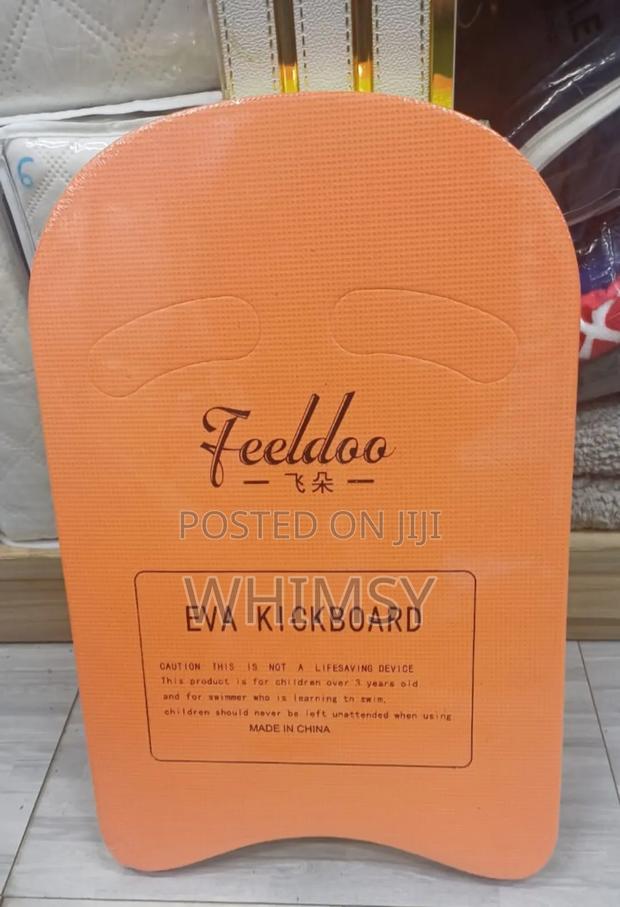 6
Feeldoo
— 飞朵 —
POSTED ON JIJI
WHIMSY
EVA KICKBOARD
CAUTION THIS IS NOT A LIFESAVING DEVICE
This product is for children over 3 years old
and for swimmer who is learning tn swim,
children should never be left unattended when using
MADE IN CHINA